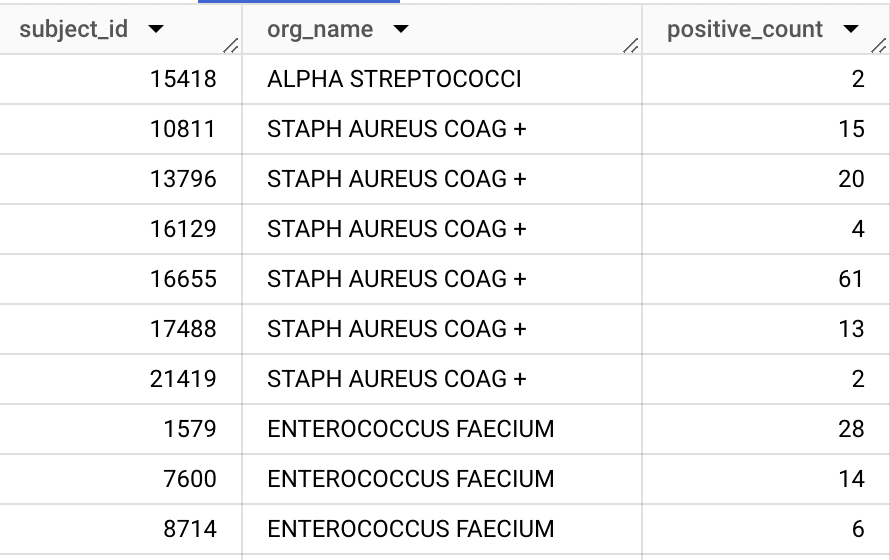 subject_id org_name positive_count
15418 ALPHA STREPTOCOCCI 2
10811 STAPH AUREUS COAG + 15
13796 STAPH AUREUS COAG + 20
16129 STAPH AUREUS COAG + 4
16655 STAPH AUREUS COAG + 61
17488 STAPH AUREUS COAG + 13
21419 STAPH AUREUS COAG + 2
1579 ENTEROCOCCUS FAECIUM 28
7600 ENTEROCOCCUS FAECIUM 14
8714 ENTEROCOCCUS FAECIUM 6